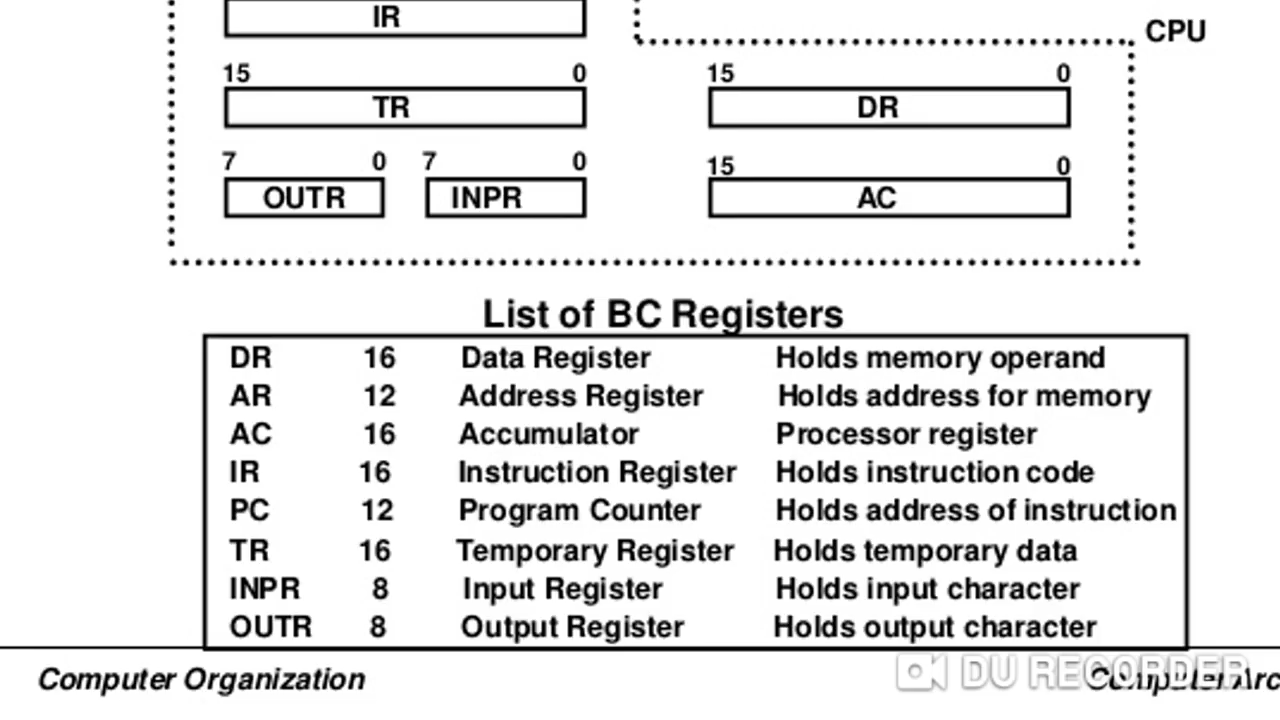 IR
CPU
15 0 15 0
TR DR
7 0 7 0 15 0
OUTR INPR AC
List of BC Registers
DR 16 Data Register Holds memory operand
AR 12 Address Register Holds address for memory
AC 16 Accumulator Processor register
IR 16 Instruction Register Holds instruction code
PC 12 Program Counter Holds address of instruction
TR 16 Temporary Register Holds temporary data
INPR 8 Input Register Holds input character
OUTR 8 Output Register Holds output character
Computer Organization Computer Arc
DU RECORDER